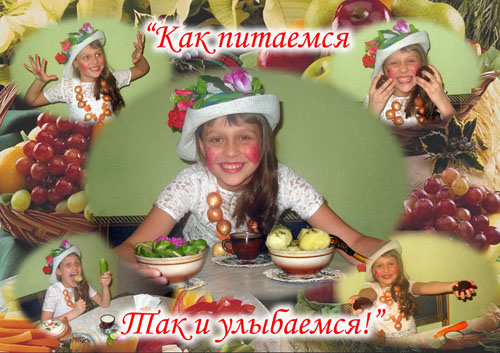 “Как питаемся
Так и улыбаемся!”